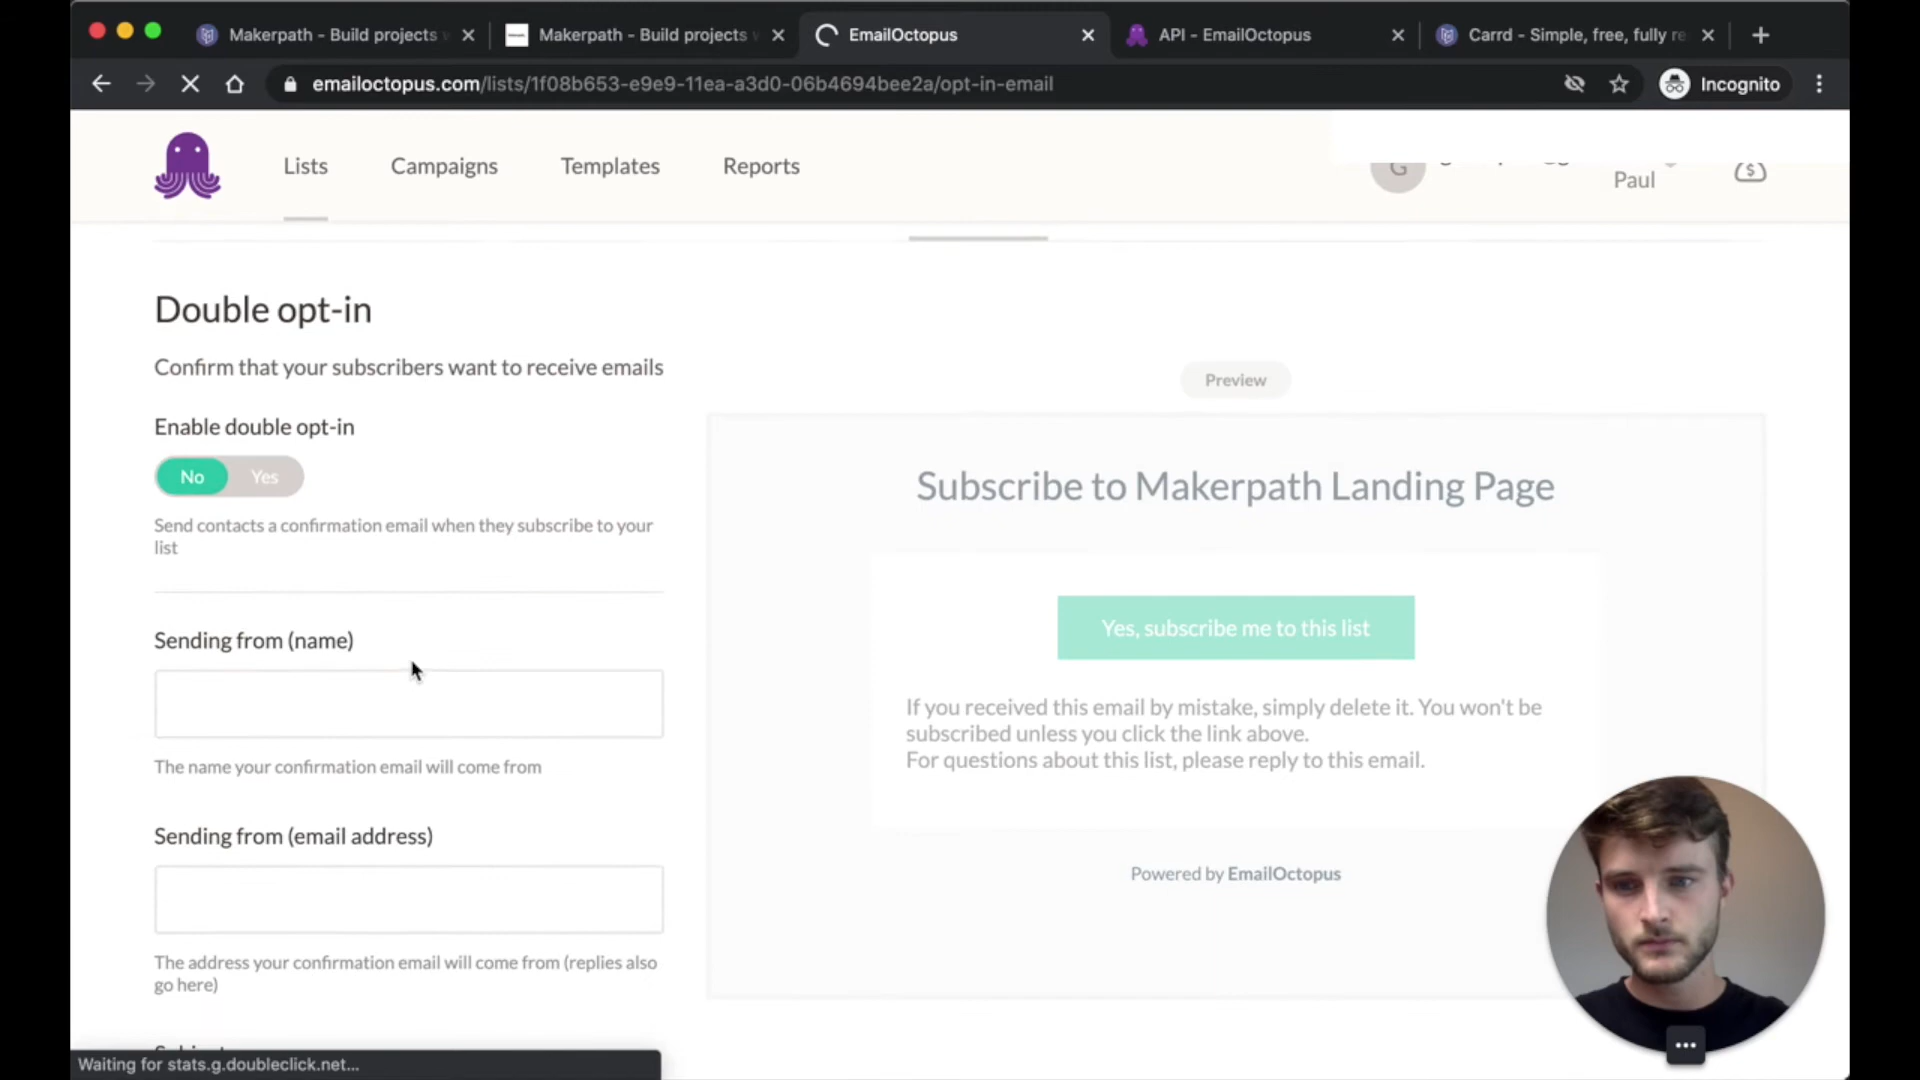 Makerpath - Build projects
Makerpath - Build projects
EmailOctopus
API - EmailOctopus
Carrd - Simple, free, fully re
emailoctopus.com/lists/1f08b653-e9e9-11ea-a3d0-06b4694bee2a/opt-in-email
Incognito
Lists
Campaigns
Templates
Reports
G
Paul
$
Double opt-in
Confirm that your subscribers want to receive emails
Enable double opt-in
No
Yes
Send contacts a confirmation email when they subscribe to your
list
Sending from (name)
The name your confirmation email will come from
Sending from (email address)
The address your confirmation email will come from (replies also
go here)
Preview
Subscribe to Makerpath Landing Page
Yes, subscribe me to this list
If you received this email by mistake, simply delete it. You won't be
subscribed unless you click the link above.
For questions about this list, please reply to this email.
Powered by EmailOctopus
Waiting for stats.g.doubleclick.net...